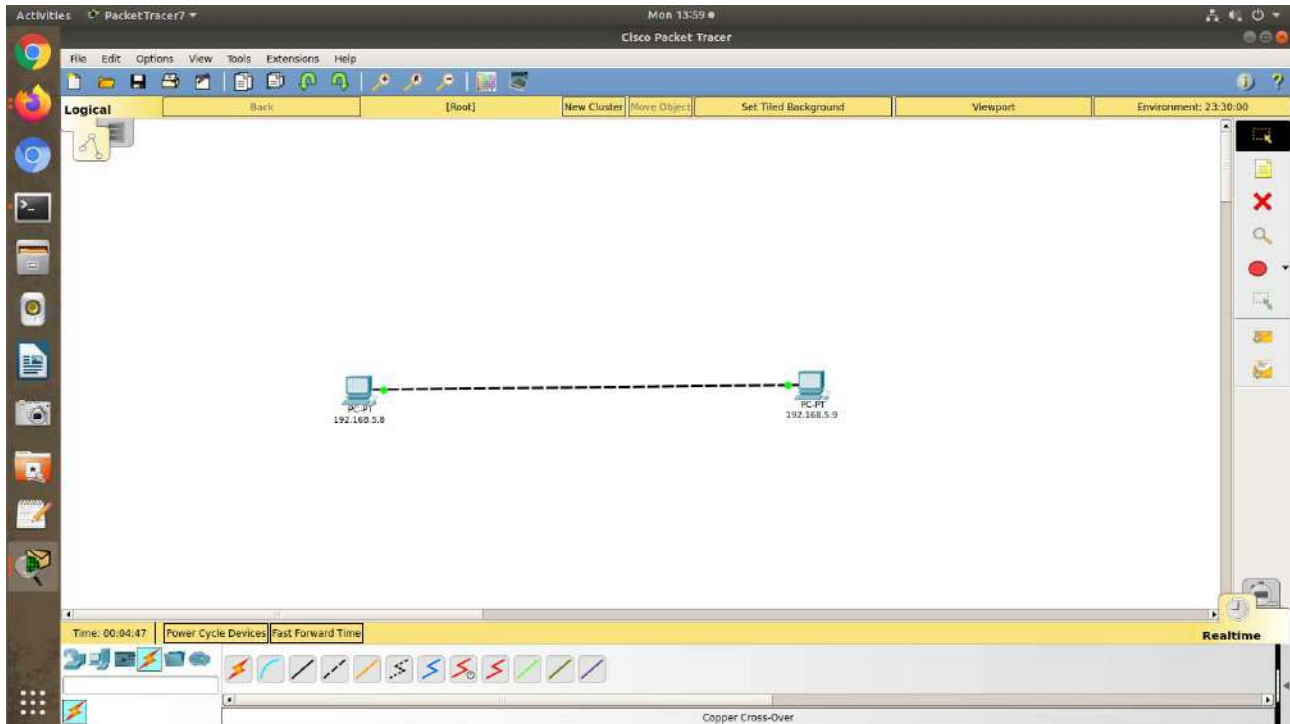 Activities PacketTracer7 Mon 13:59
Cisco Packet Tracer
File Edit Options View Tools Extensions Help
Logical Back [Root] New Cluster Move Object Set Tiled Background Viewport Environment: 23:30:00
PC-PT
192.168.5.8
PC-PT
192.168.5.9
Time: 00:04:47 Power Cycle Devices Fast Forward Time Realtime
Copper Cross-Over